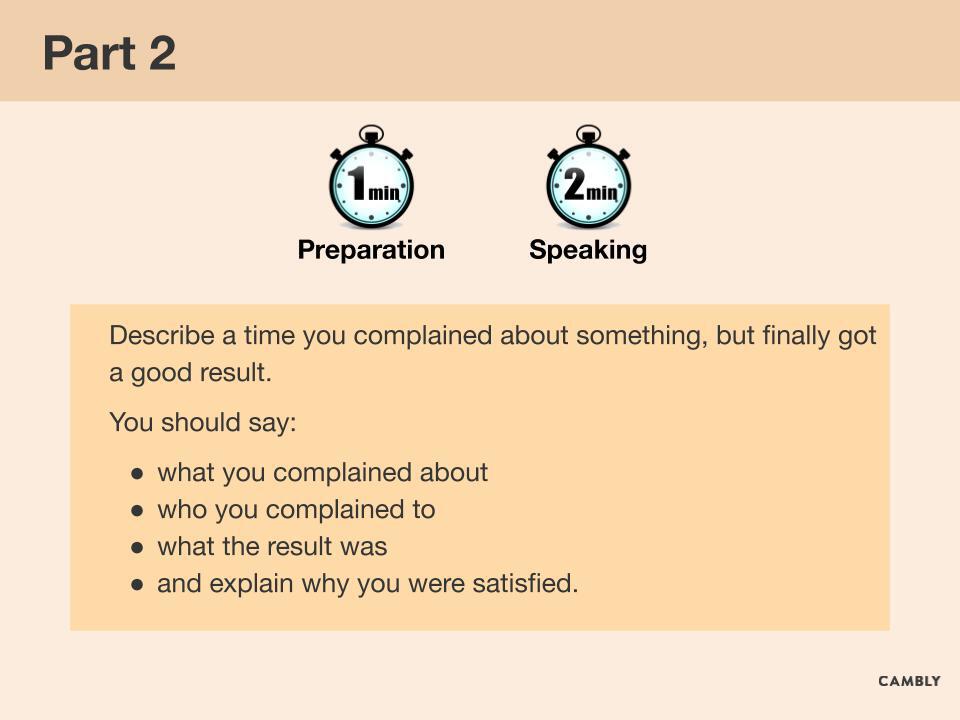 Part 2
1min 2min
Preparation Speaking
Describe a time you complained about something, but finally got
a good result.
You should say:
● what you complained about
● who you complained to
● what the result was
● and explain why you were satisfied.
CAMBLY